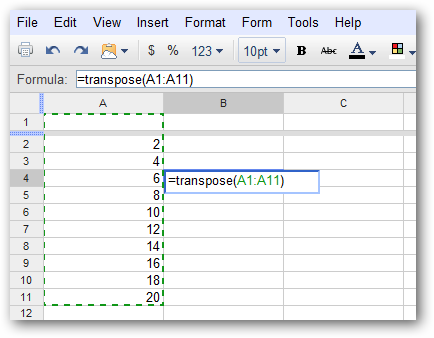 File Edit View Insert Format Form Tools Help
$ % 123 10pt B Abc A
Formula: =transpose(A1:A11)
A B C
1
2 2
3 4
4 6 =transpose(A1:A11)
5 8
6 10
7 12
8 14
9 16
10 18
11 20
12